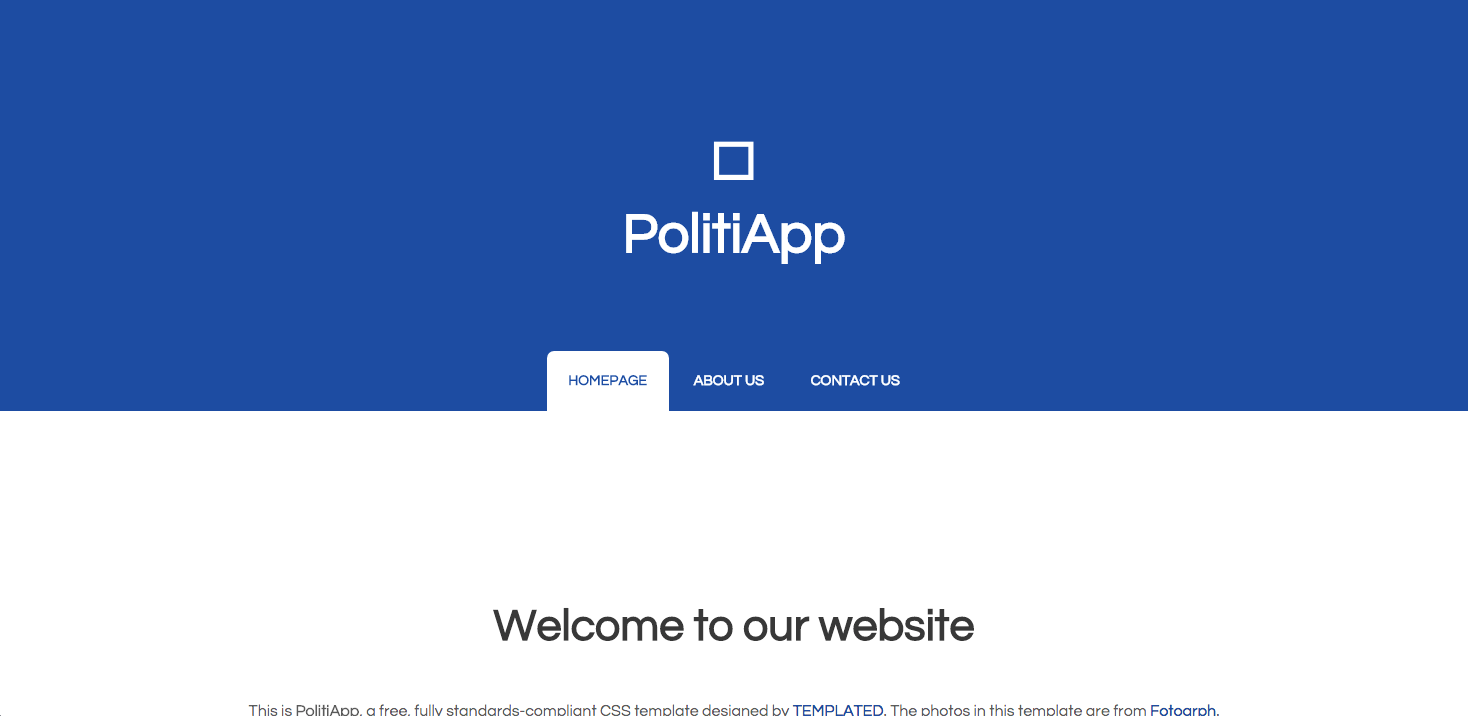 PolitiApp
HOMEPAGE ABOUT US CONTACT US
Welcome to our website
This is PolitiApp, a free, fully standards-compliant CSS template designed by TEMPLATED. The photos in this template are from Fotogrph.